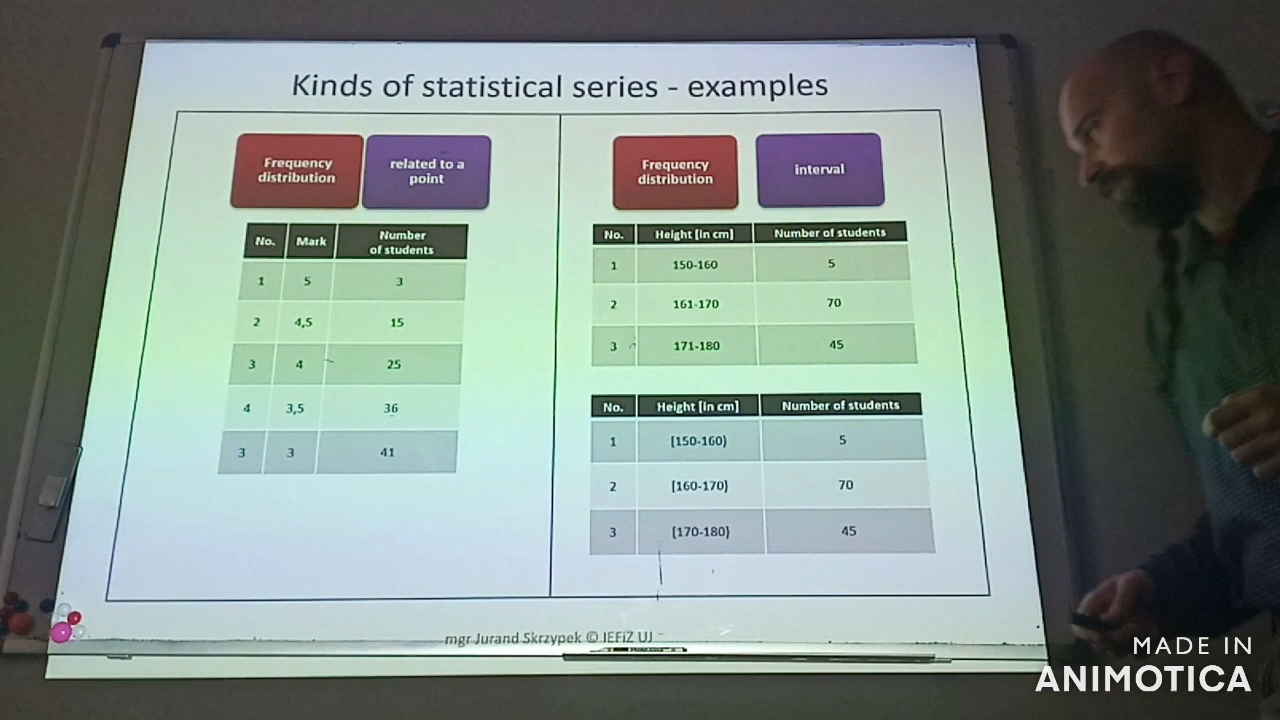 Kinds of statistical series - examples
Frequency distribution
related to a point
No. Mark Number of students
1 5 3
2 4,5 15
3 4 25
4 3,5 36
3 3 41
Frequency distribution
interval
No. Height [in cm] Number of students
1 150-160 5
2 161-170 70
3 171-180 45
No. Height [in cm] Number of students
1 [150-160) 5
2 [160-170) 70
3 [170-180) 45
mgr Jurand Skrzypek © IEFiZ UJ
MADE IN
ANIMOTICA